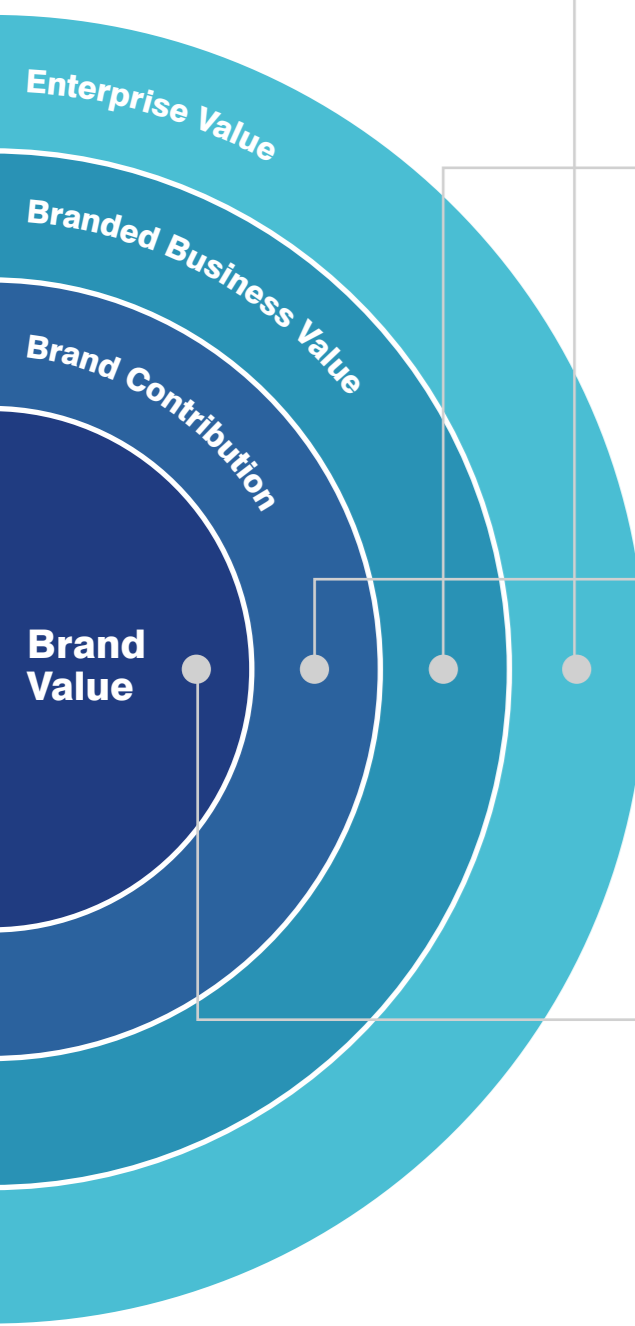 Enterprise Value
Branded Business Value
Brand Contribution
Brand
Value